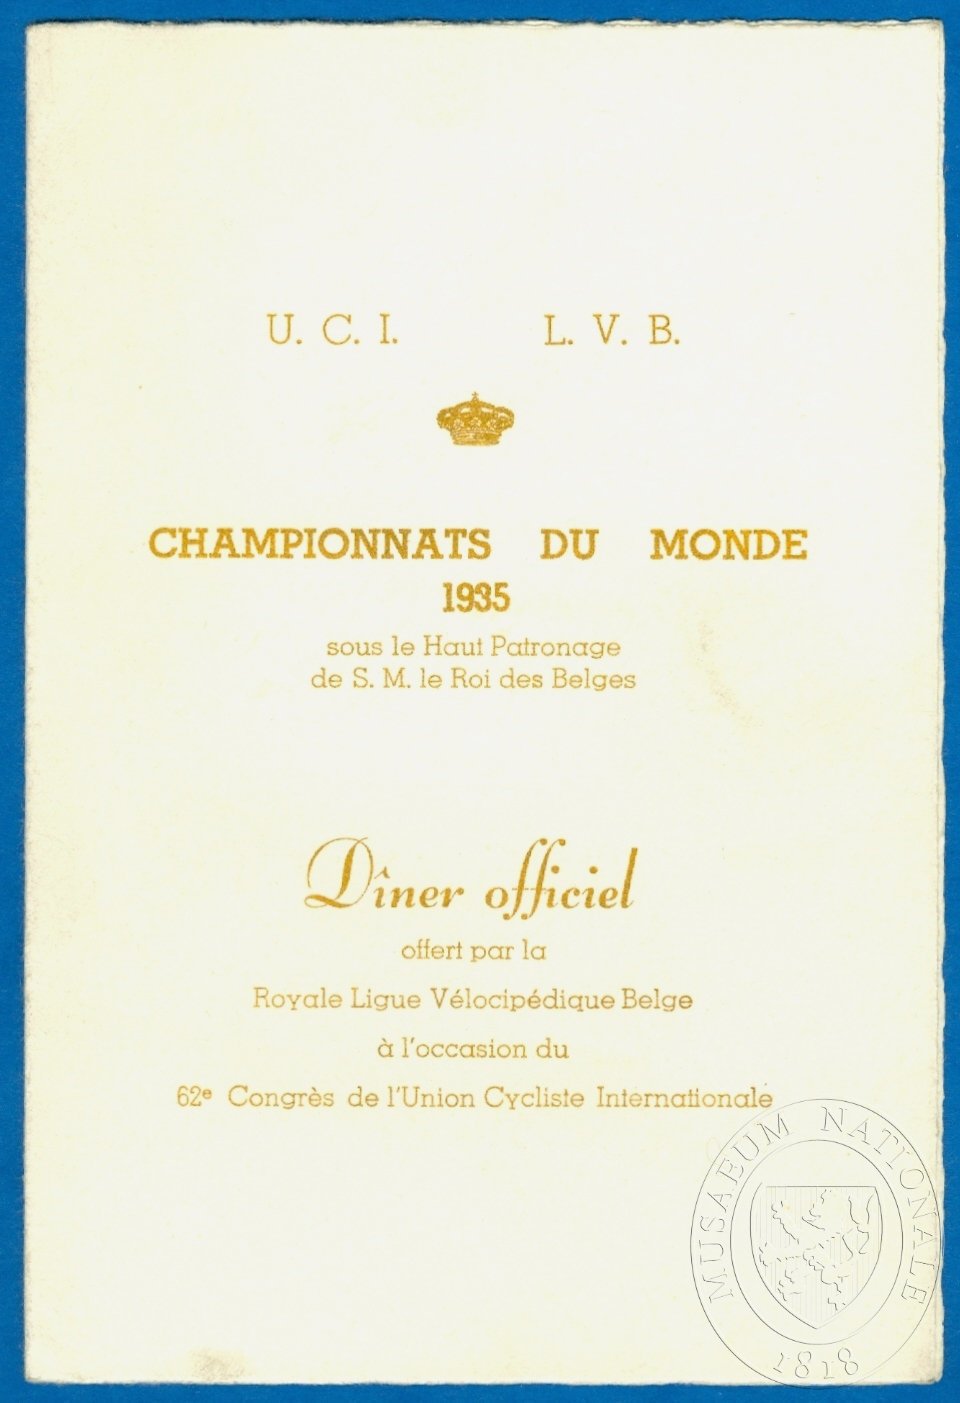 U. C. I. L. V. B.
CHAMPIONNATS DU MONDE
1935
sous le Haut Patronage
de S. M. le Roi des Belges
Dîner officiel
offert par la
Royale Ligue Vélocipédique Belge
à l'occasion du
62e Congrès de l'Union Cycliste Internationale
MUSAEUM NATIONALE
1818